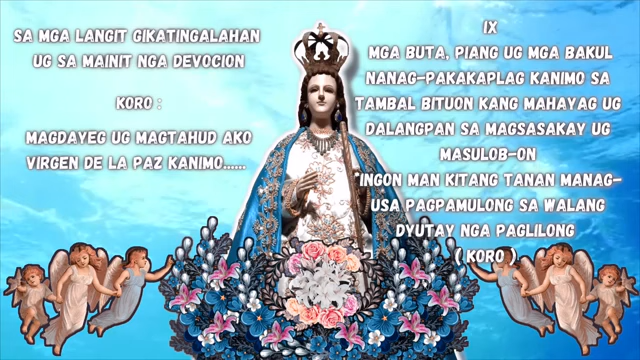 SA MGA LANGIT GIKATINGALAHAN
UG SA MAINIT NGA DEVOCION
KORO :
MAGDAYEG UG MAGTAHUD AKO
VIRGEN DE LA PAZ KANIMO......
IX
MGA BUTA, PIANG UG MGA BAKUL
NANAG-PAKAKAPLAG KANIMO SA
TAMBAL BITUON KANG MAHAYAG UG
DALANGPAN SA MAGSASAKAY UG
MASULOB-ON
"INGON MAN KITANG TANAN MANAG-
USA PAGPAMULONG SA WALANG
DYUTAY NGA PAGLILONG
( KORO )